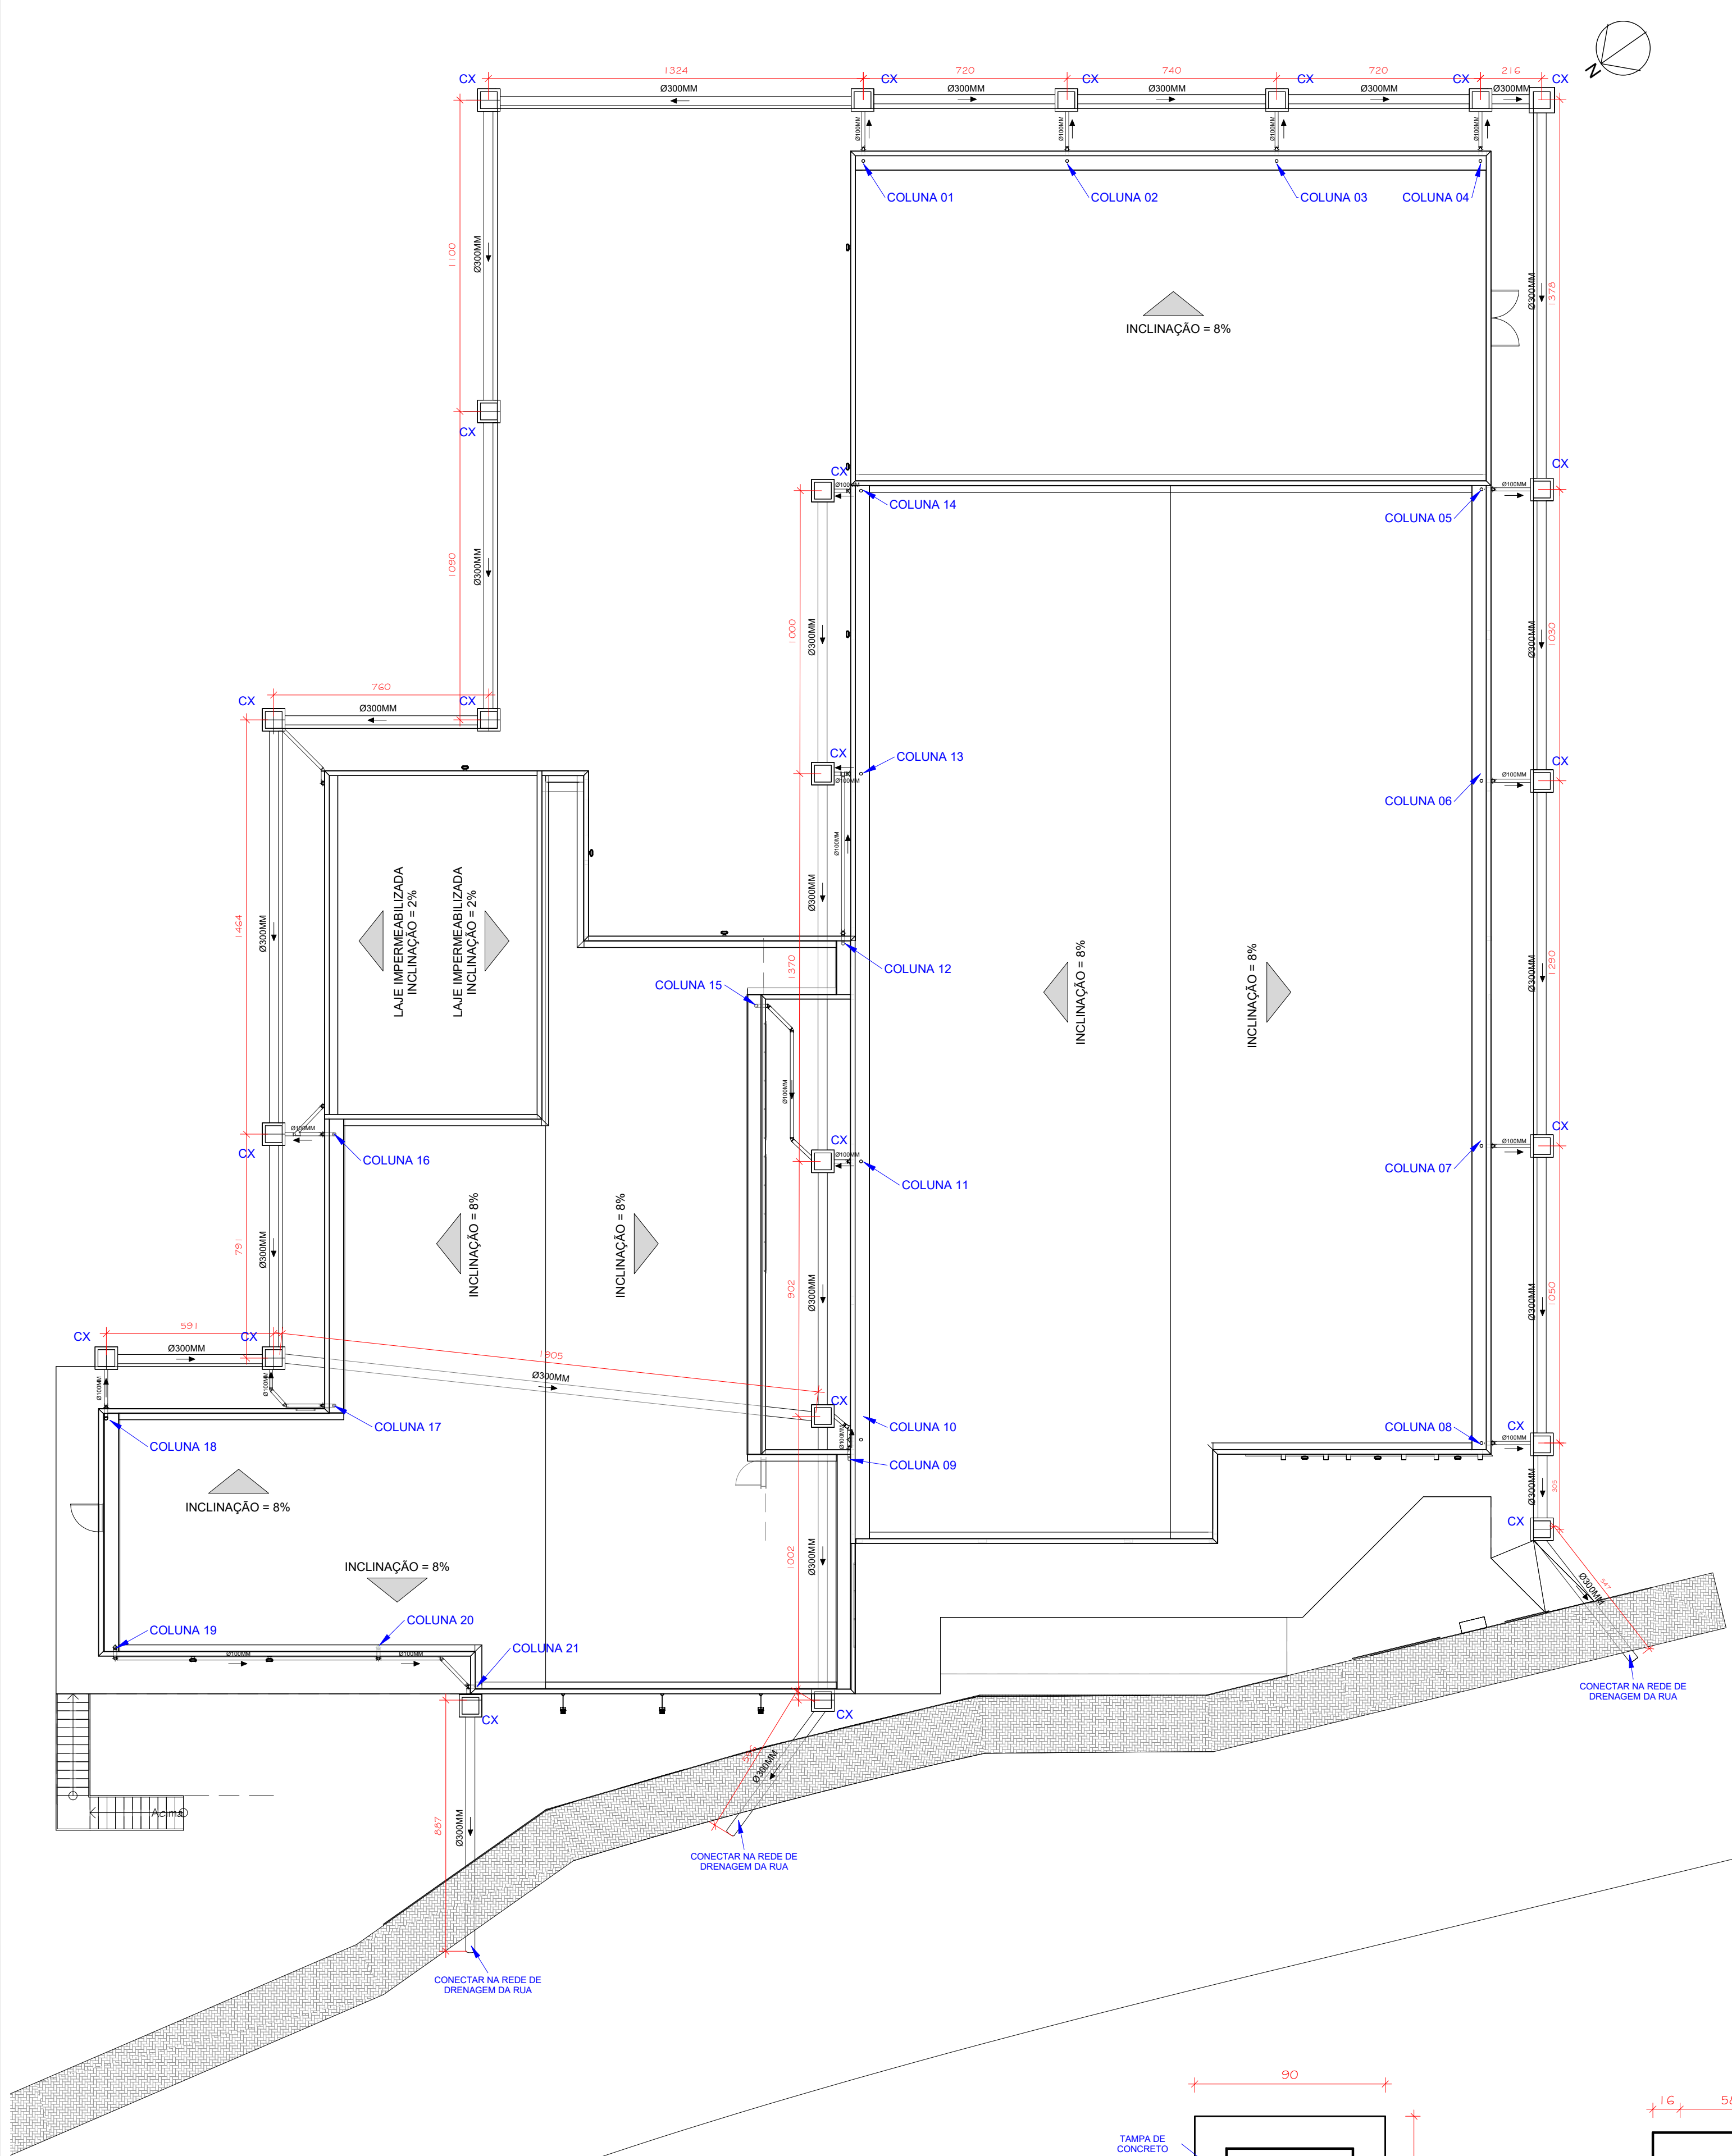 N
1324
720
740
720
216
CX
CX
CX
CX
CX
CX
Ø300MM
Ø300MM
Ø300MM
Ø300MM
Ø300MM
Ø100MM
Ø100MM
Ø100MM
Ø100MM
COLUNA 01
COLUNA 02
COLUNA 03
COLUNA 04
1100
Ø300MM
Ø300MM
1378
INCLINAÇÃO = 8%
CX
CX
CX
Ø100MM
Ø100MM
COLUNA 14
COLUNA 05
1090
Ø300MM
1000
Ø300MM
Ø300MM
1030
760
CX
CX
Ø300MM
CX
COLUNA 13
Ø100MM
CX
Ø100MM
COLUNA 06
Ø100MM
LAJE IMPERMEABILIZADA
INCLINAÇÃO = 2%
LAJE IMPERMEABILIZADA
INCLINAÇÃO = 2%
1464
Ø300MM
Ø300MM
1370
COLUNA 12
COLUNA 15
INCLINAÇÃO = 8%
INCLINAÇÃO = 8%
Ø300MM
1290
Ø100MM
Ø100MM
CX
COLUNA 16
CX
Ø100MM
COLUNA 11
CX
Ø100MM
COLUNA 07
791
Ø300MM
INCLINAÇÃO = 8%
INCLINAÇÃO = 8%
902
Ø300MM
Ø300MM
1050
591
CX
CX
Ø300MM
1905
Ø300MM
Ø100MM
Ø100MM
CX
COLUNA 18
COLUNA 17
COLUNA 10
Ø100MM
COLUNA 09
COLUNA 08
CX
Ø100MM
INCLINAÇÃO = 8%
INCLINAÇÃO = 8%
1002
Ø300MM
Ø300MM
305
CX
Ø300MM
547
COLUNA 19
COLUNA 20
COLUNA 21
Ø100MM
Ø100MM
CX
CX
CONECTAR NA REDE DE
DRENAGEM DA RUA
Ø300MM
Acima
887
Ø300MM
CONECTAR NA REDE DE
DRENAGEM DA RUA
CONECTAR NA REDE DE
DRENAGEM DA RUA
90
16
TAMPA DE
CONCRETO